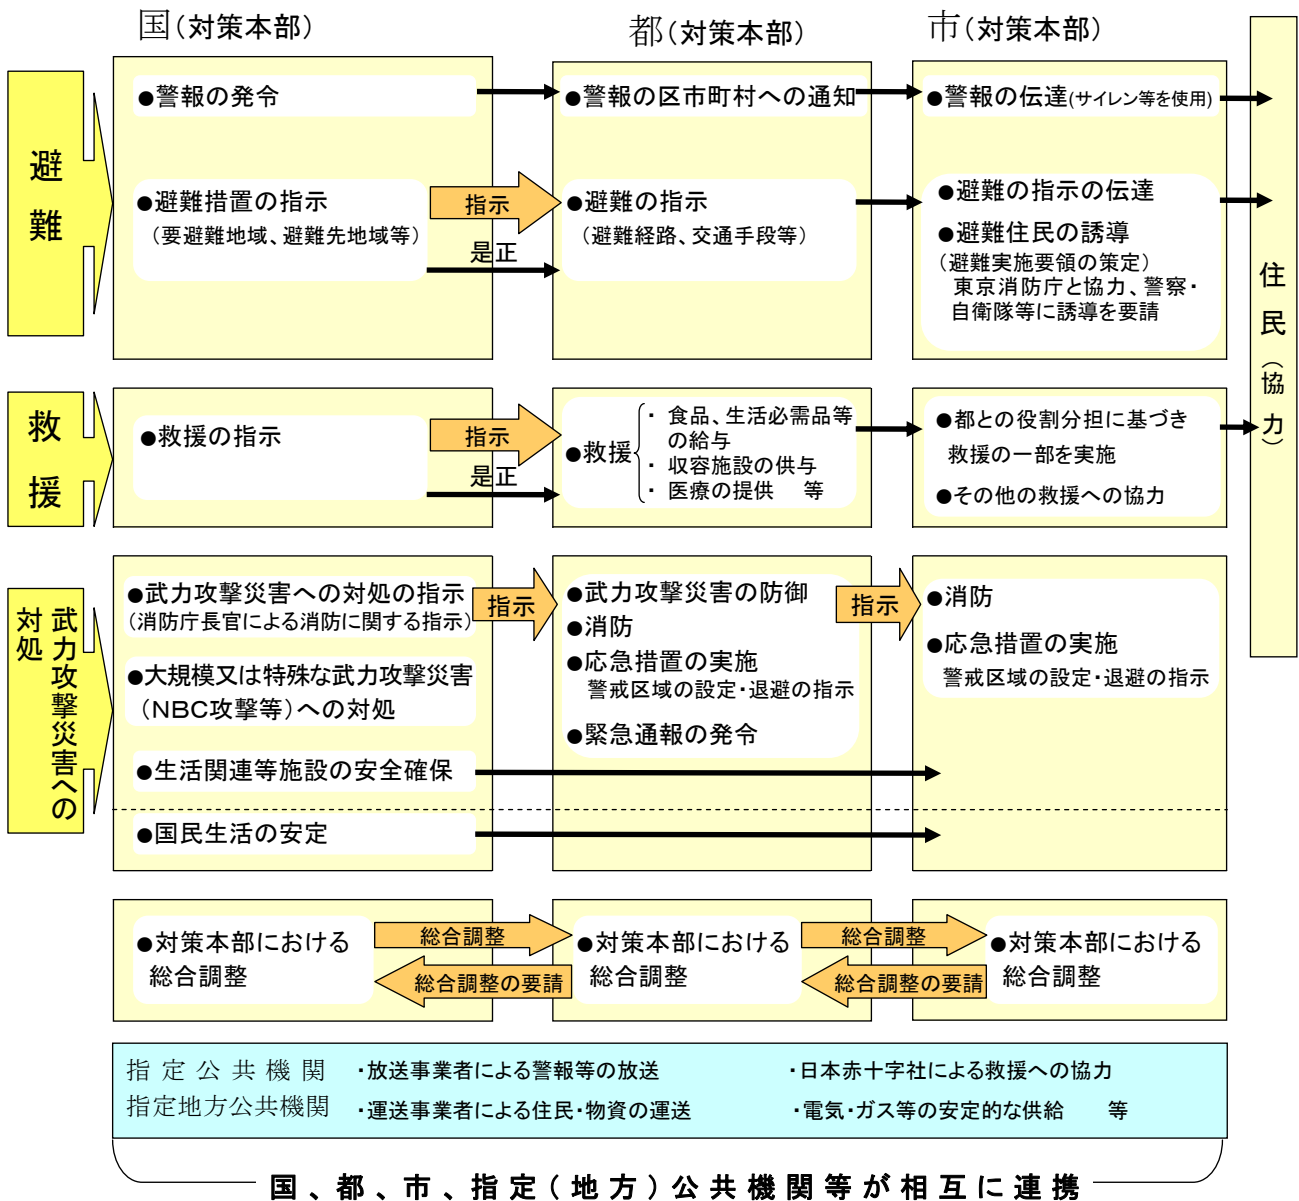 国(対策本部)
都(対策本部)
市(対策本部)
避難
●警報の発令
●警報の区市町村への通知
●警報の伝達(サイレン等を使用)
●避難措置の指示
(要避難地域、避難先地域等)
指示
是正
●避難の指示
(避難経路、交通手段等)
●避難の指示の伝達
●避難住民の誘導
(避難実施要領の策定)
東京消防庁と協力、警察・
自衛隊等に誘導を要請
住民(協力)
救援
●救援の指示
指示
是正
●救援
・ 食品、生活必需品等
の給与
・ 収容施設の供与
・ 医療の提供 等
●都との役割分担に基づき
救援の一部を実施
●その他の救援への協力
武力攻撃災害への
対処
●武力攻撃災害への対処の指示
(消防庁長官による消防に関する指示)
指示
●大規模又は特殊な武力攻撃災害
(NBC攻撃等)への対処
●生活関連等施設の安全確保
●国民生活の安定
●武力攻撃災害の防御
●消防
●応急措置の実施
警戒区域の設定・退避の指示
●緊急通報の発令
指示
●消防
●応急措置の実施
警戒区域の設定・退避の指示
●対策本部における
総合調整
総合調整
総合調整の要請
●対策本部における
総合調整
総合調整
総合調整の要請
●対策本部における
総合調整
指定公共機関
指定地方公共機関
・放送事業者による警報等の放送
・日本赤十字社による救援への協力
・運送事業者による住民・物資の運送
・電気・ガス等の安定的な供給 等
国、都、市、指定(地方)公共機関等が相互に連携